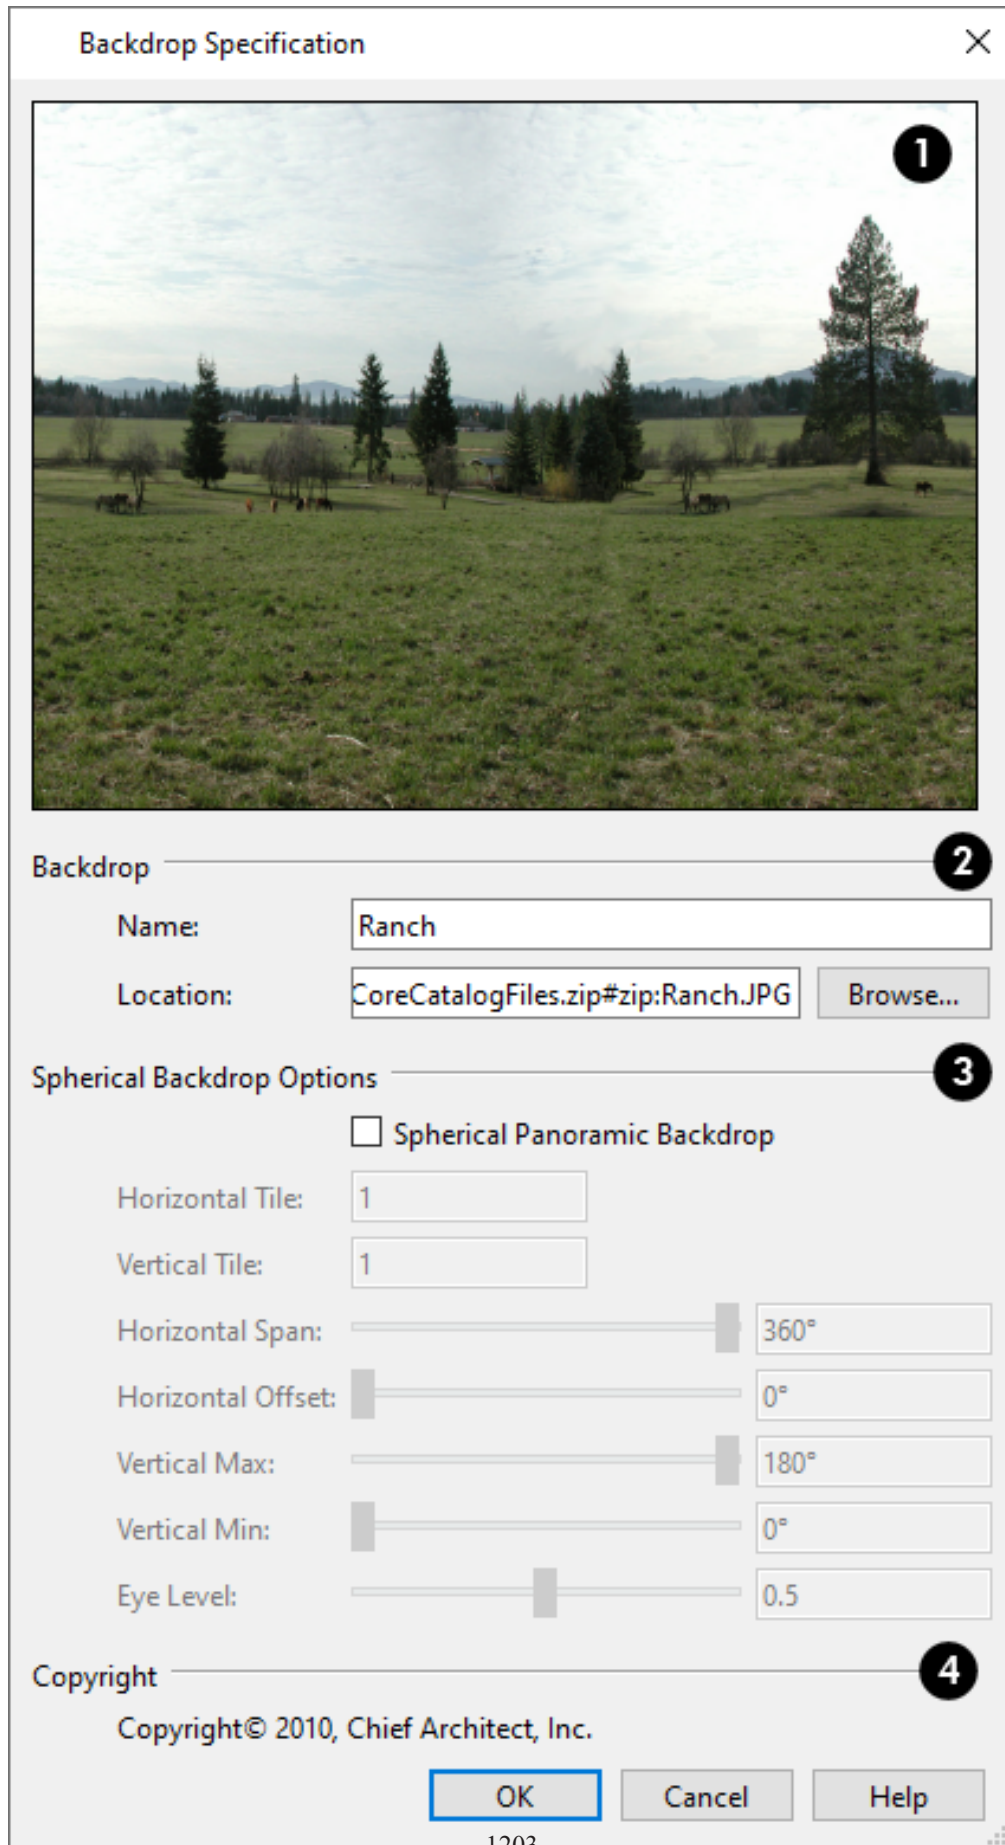 Backdrop Specification
1
Backdrop
2
Name: Ranch
Location: CoreCatalogFiles.zip#zip:Ranch.JPG Browse...
Spherical Backdrop Options
3
Spherical Panoramic Backdrop
Horizontal Tile: 1
Vertical Tile: 1
Horizontal Span: 360°
Horizontal Offset: 0°
Vertical Max: 180°
Vertical Min: 0°
Eye Level: 0.5
Copyright
4
Copyright© 2010, Chief Architect, Inc.
OK Cancel Help
1203